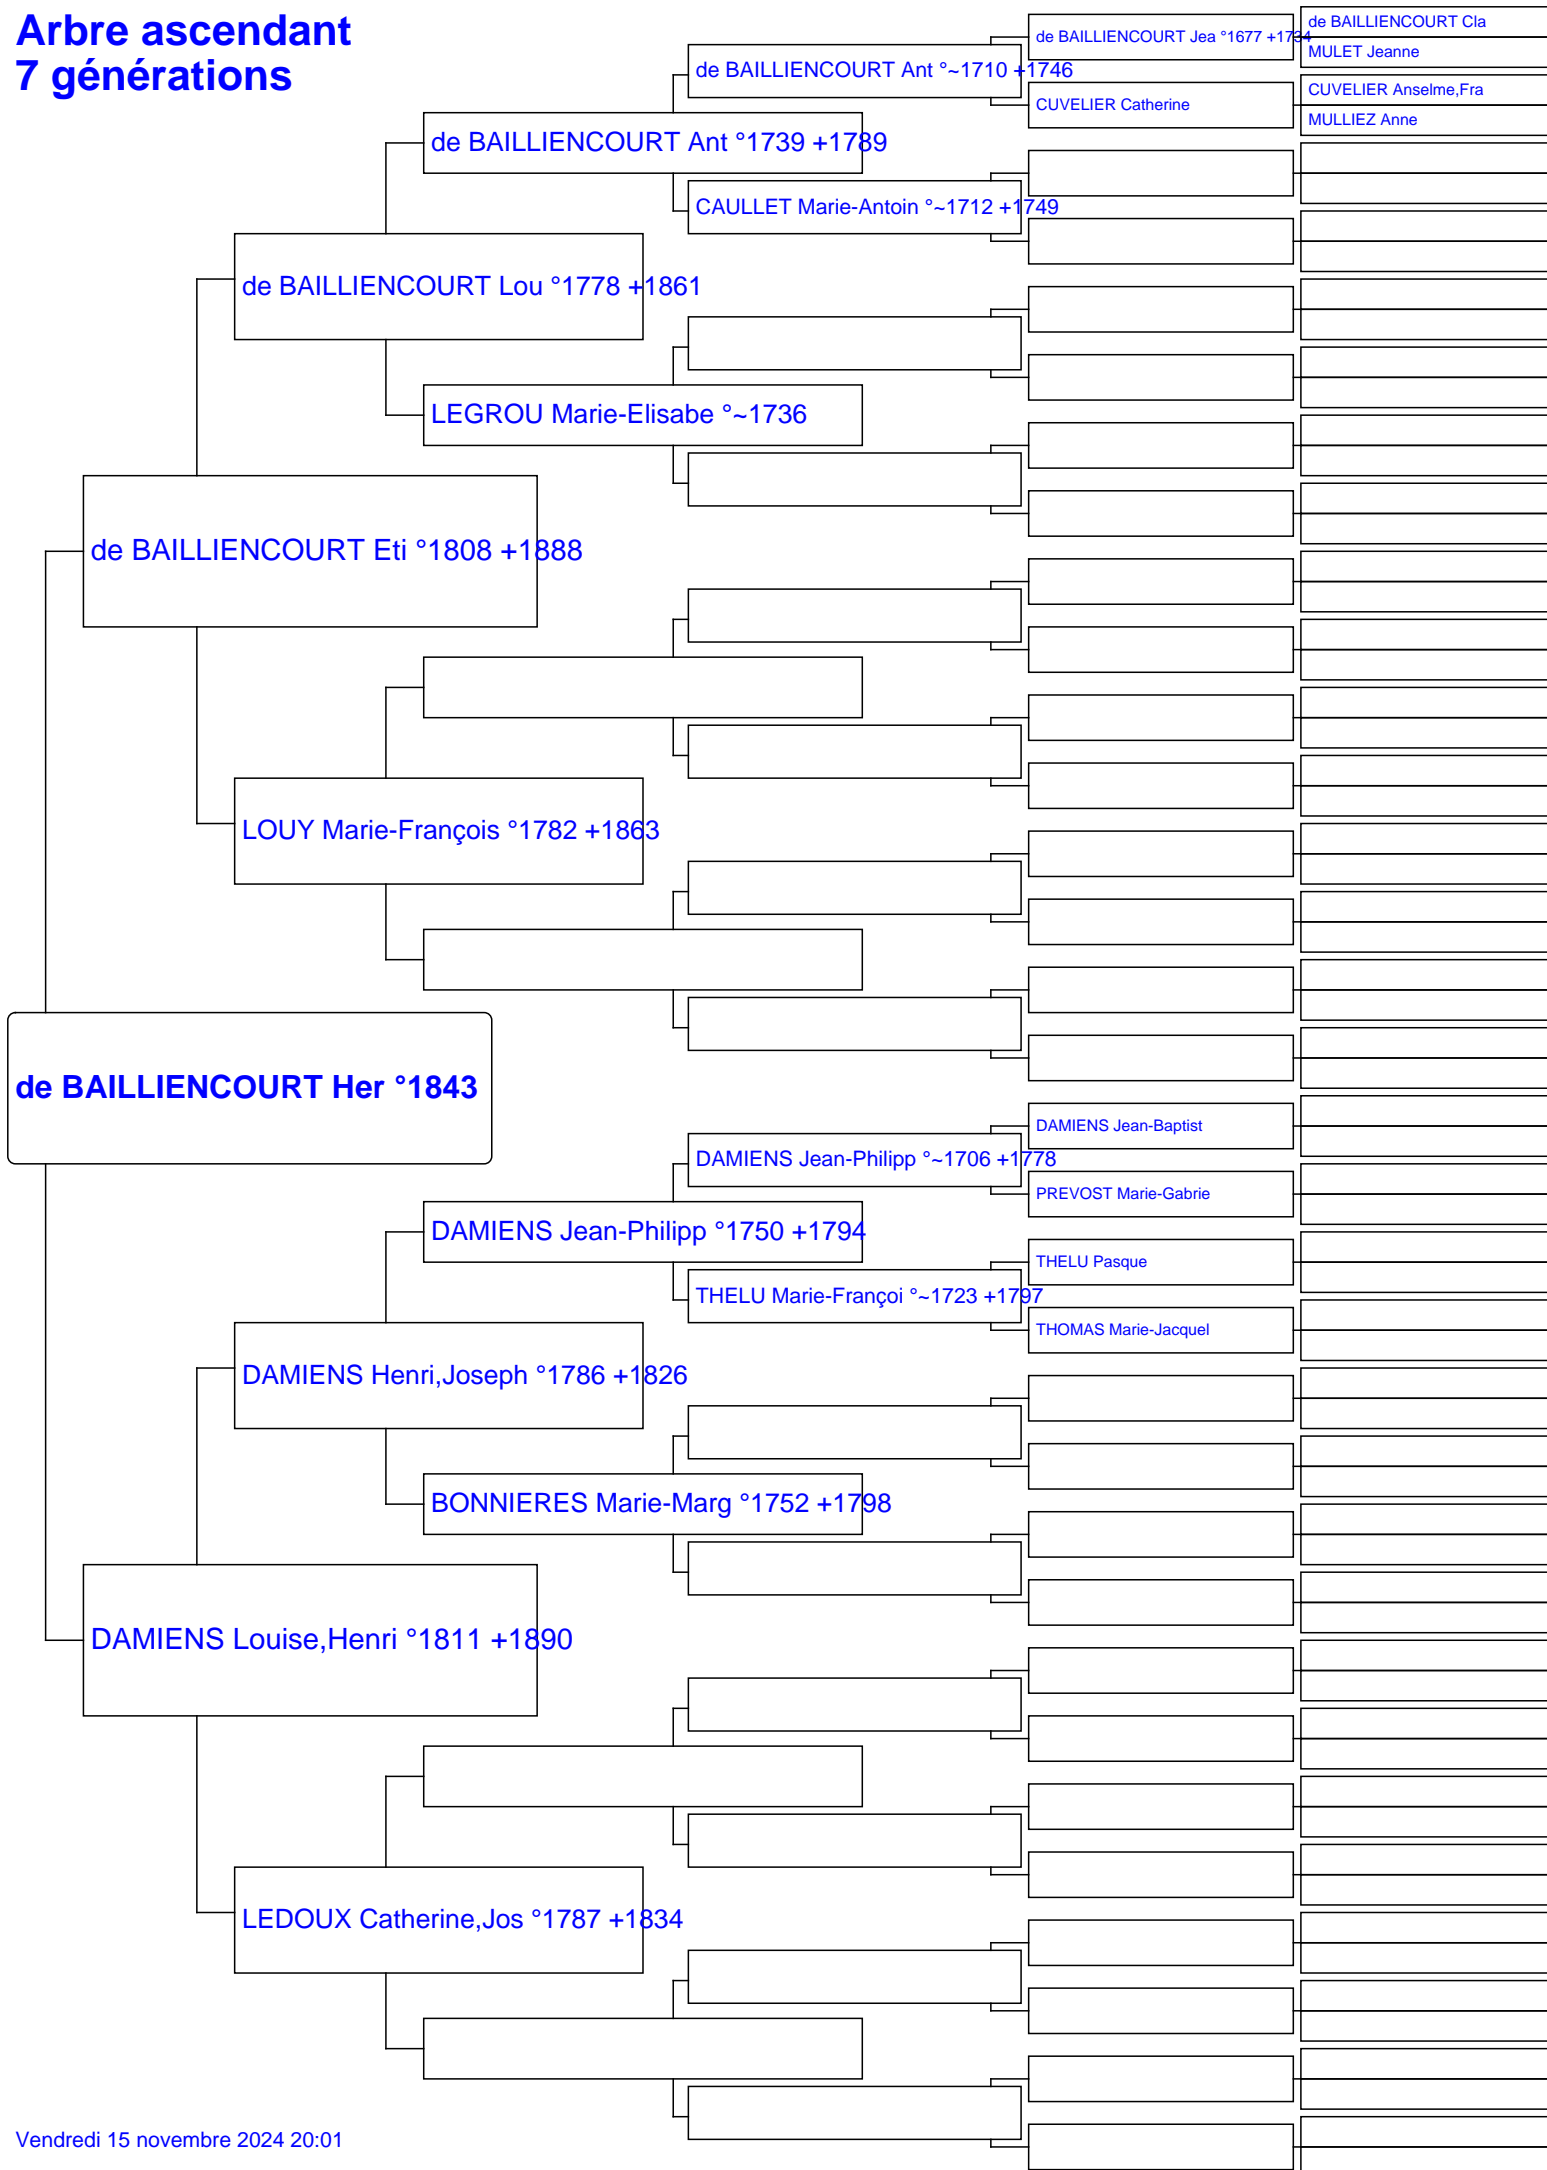 Arbre ascendant
7 générations
de BAILLIENCOURT Cla
de BAILLIENCOURT Jea °1677 +1734
MULET Jeanne
de BAILLIENCOURT Ant °~1710 +1746
CUVELIER Anselme,Fra
CUVELIER Catherine
MULLIEZ Anne
de BAILLIENCOURT Ant °1739 +1789
CAULLET Marie-Antoin °~1712 +1749
de BAILLIENCOURT Lou °1778 +1861
LEGROU Marie-Elisabe °~1736
de BAILLIENCOURT Eti °1808 +1888
LOUY Marie-François °1782 +1863
de BAILLIENCOURT Her °1843
DAMIENS Jean-Baptist
DAMIENS Jean-Philipp °~1706 +1778
PREVOST Marie-Gabrie
DAMIENS Jean-Philipp °1750 +1794
THELU Pasque
THELU Marie-Françoi °~1723 +1797
THOMAS Marie-Jacquel
DAMIENS Henri,Joseph °1786 +1826
BONNIERES Marie-Marg °1752 +1798
DAMIENS Louise,Henri °1811 +1890
LEDOUX Catherine,Jos °1787 +1834
Vendredi 15 novembre 2024 20:01